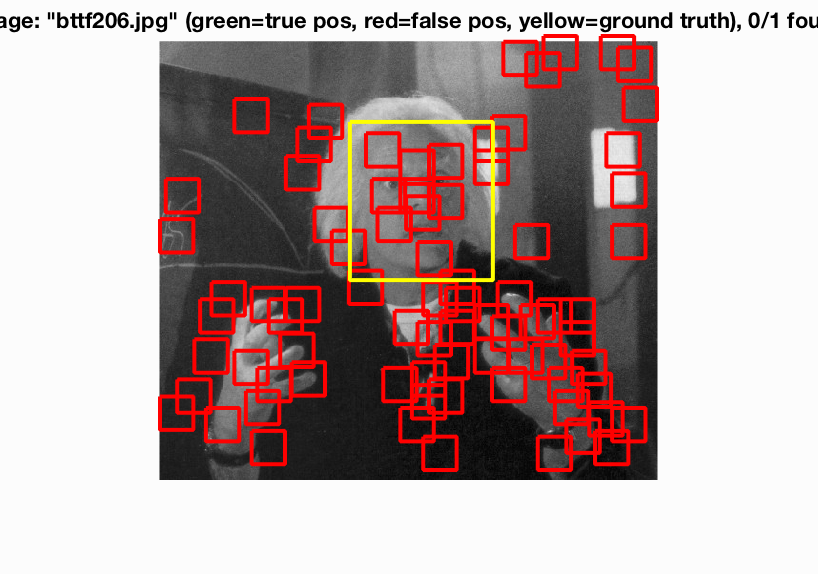 age: "bttf206.jpg" (green=true pos, red=false pos, yellow=ground truth), 0/1 fou